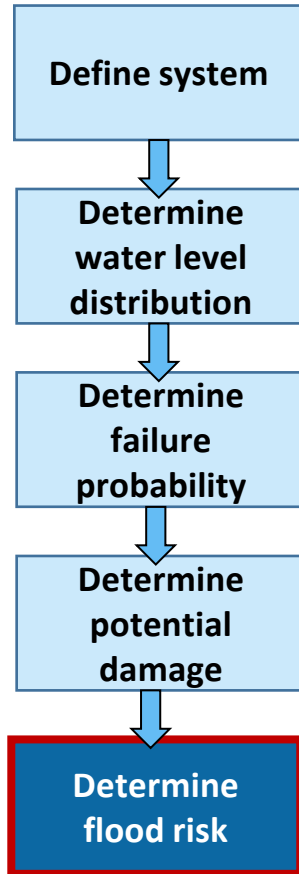 Define system
Determine
water level
distribution
Determine
failure
probability
Determine
potential
damage
Determine
flood risk